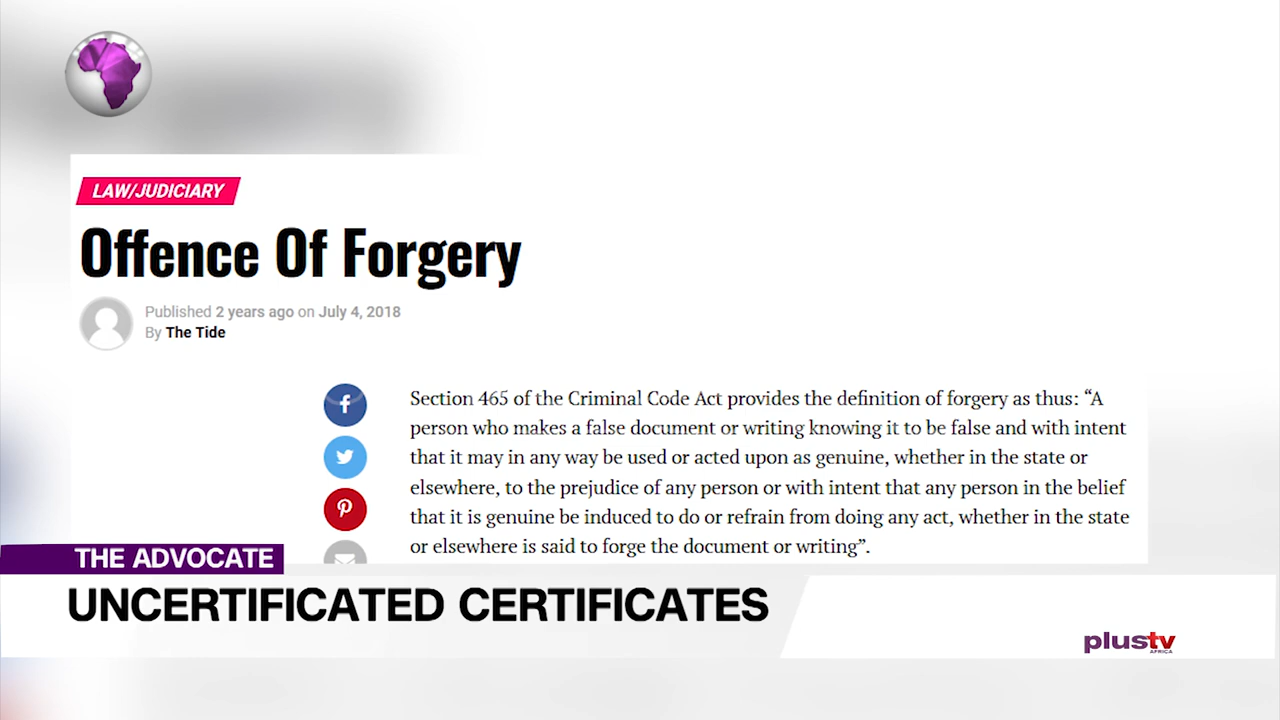 LAW/JUDICIARY
Offence Of Forgery
Published 2 years ago on July 4, 2018
By The Tide
Section 465 of the Criminal Code Act provides the definition of forgery as thus: “A
person who makes a false document or writing knowing it to be false and with intent
that it may in any way be used or acted upon as genuine, whether in the state or
elsewhere, to the prejudice of any person or with intent that any person in the belief
that it is genuine be induced to do or refrain from doing any act, whether in the state
or elsewhere is said to forge the document or writing”.
THE ADVOCATE
UNCERTIFICATED CERTIFICATES
plustv
AFRICA